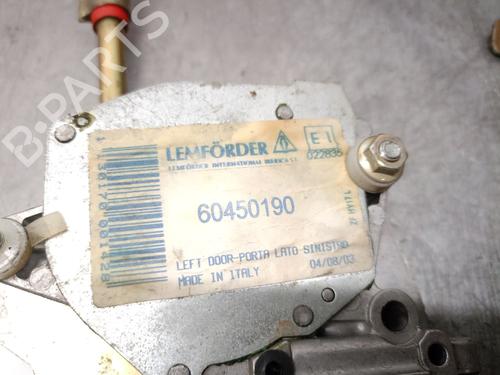 LEMFÖRDER
LEMFÖRDER INTERNATIONAL IBERICA S.L.
E1
022835
60450190
LEFT DOOR-PORTA LATO SINISTRO
MADE IN ITALY
04/08/03
B-PARTS